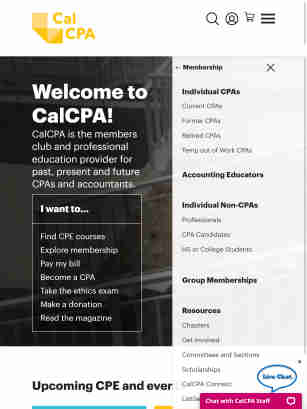 Cal
CPA
Welcome to
CalCPA!
CalCPA is the members
club and professional
education provider for
past, present and future
CPAs and accountants.
I want to...
Find CPE courses
Explore membership
Pay my bill
Become a CPA
Take the ethics exam
Make a donation
Read the magazine
Upcoming CPE and even
Membership
Individual CPAs
Current CPAs
Former CPAs
Retired CPAs
Temp out of Work CPAs
Accounting Educators
Individual Non-CPAs
Professionals
CPA Candidates
HS or College Students
Group Memberships
Resources
Chapters
Get Involved
Committees and Sections
Scholarships
CalCPA Connect
Live Chat
Chat with CalCPA Staff